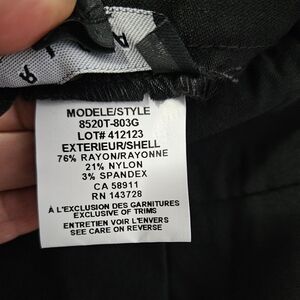 MODELE/STYLE
8520T-803G
LOT# 412123
EXTERIEUR/SHELL
76% RAYON/RAYONNE
21% NYLON
3% SPANDEX
CA 58911
RN 143728
À L'EXCLUSION DES GARNITURES
EXCLUSIVE OF TRIMS
ENTRETIEN VOIR L'ENVERS
SEE CARE ON REVERSE